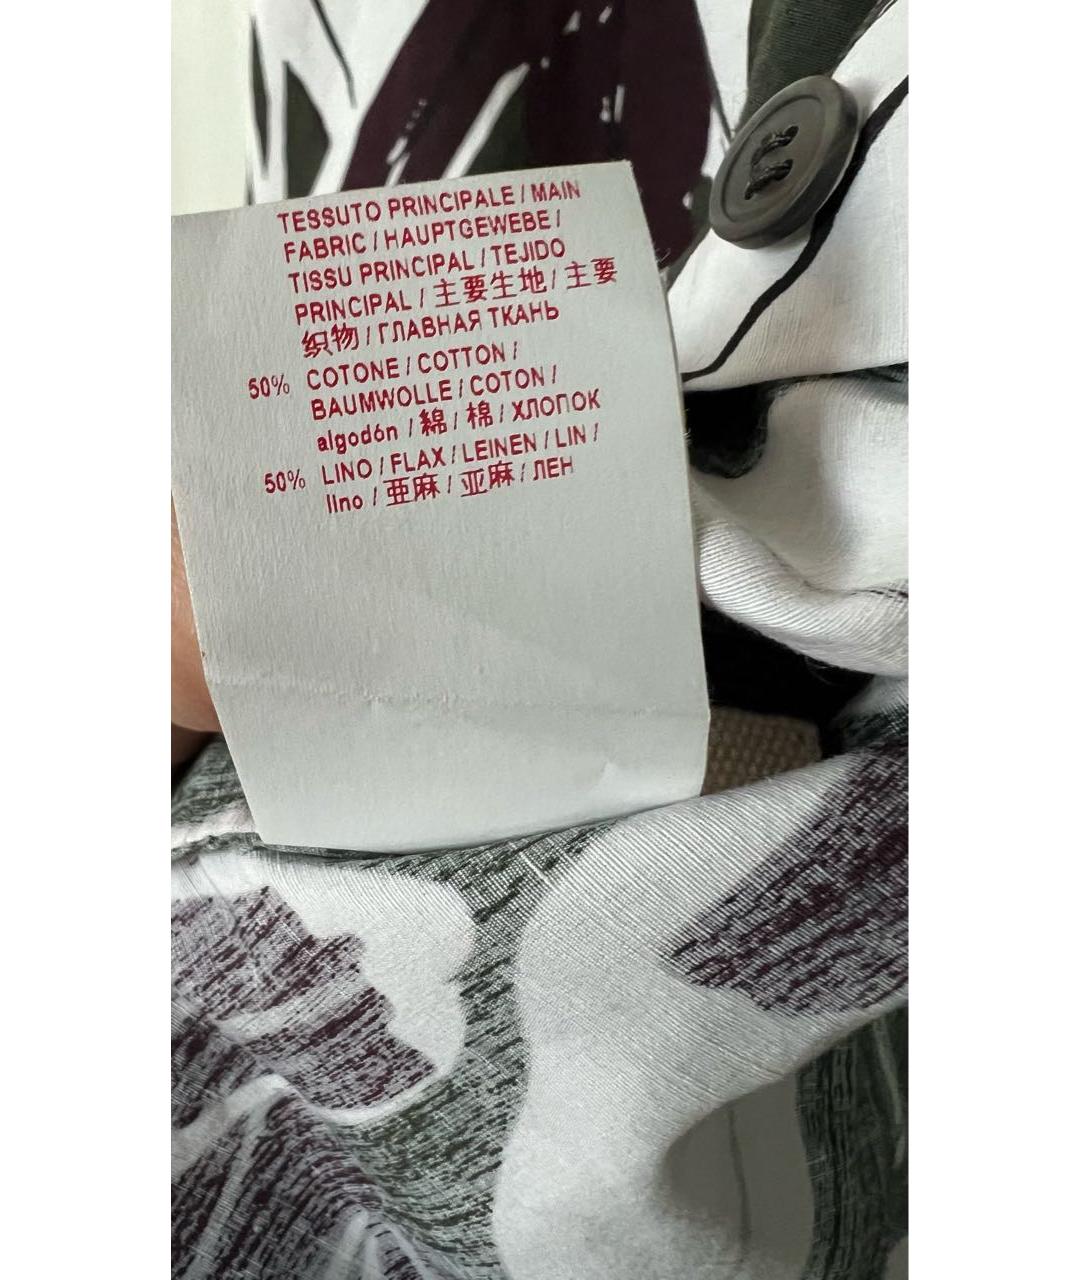 TESSUTO PRINCIPALE / MAIN
FABRIC / HAUPTGEWEBE /
TISSU PRINCIPAL / TEJIDO
PRINCIPAL / 主要生地 / 主要
织物 / ГЛАВНАЯ ТКАНЬ
50% COTONE / COTTON /
BAUMWOLLE / COTON /
algodón / 綿 / 棉 / ХЛОПОК
50% LINO / FLAX / LEINEN / LIN /
lino / 亜麻 / 亚麻 / ЛЕН